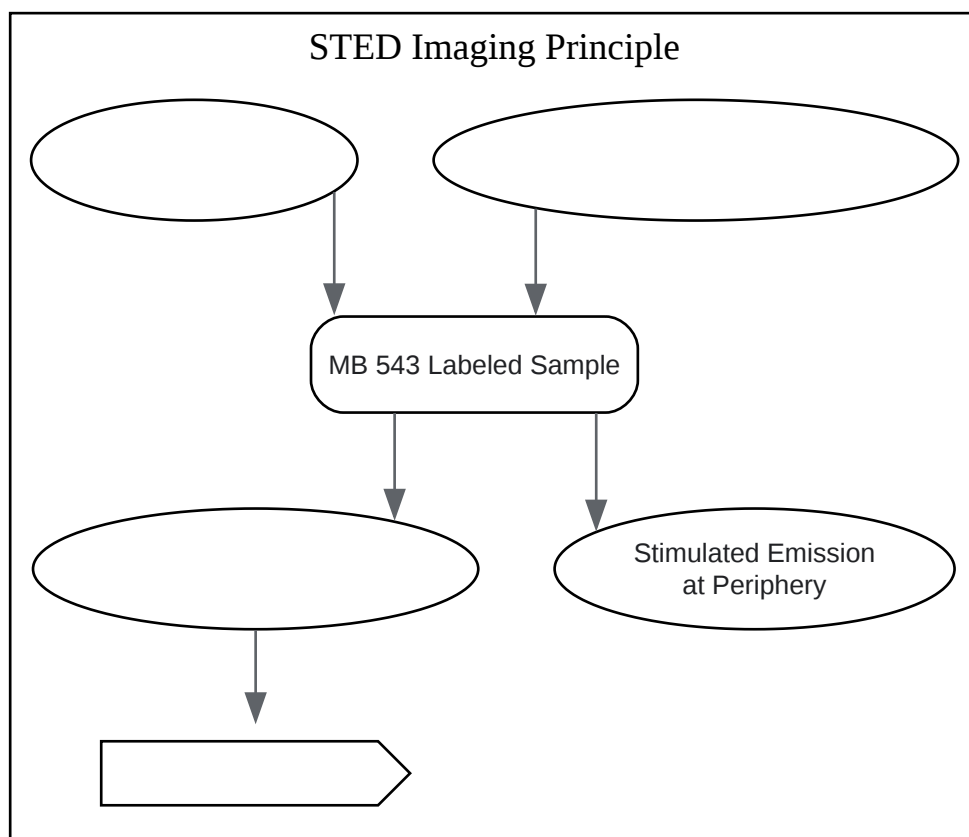 STED Imaging Principle
MB 543 Labeled Sample
Stimulated Emission
at Periphery